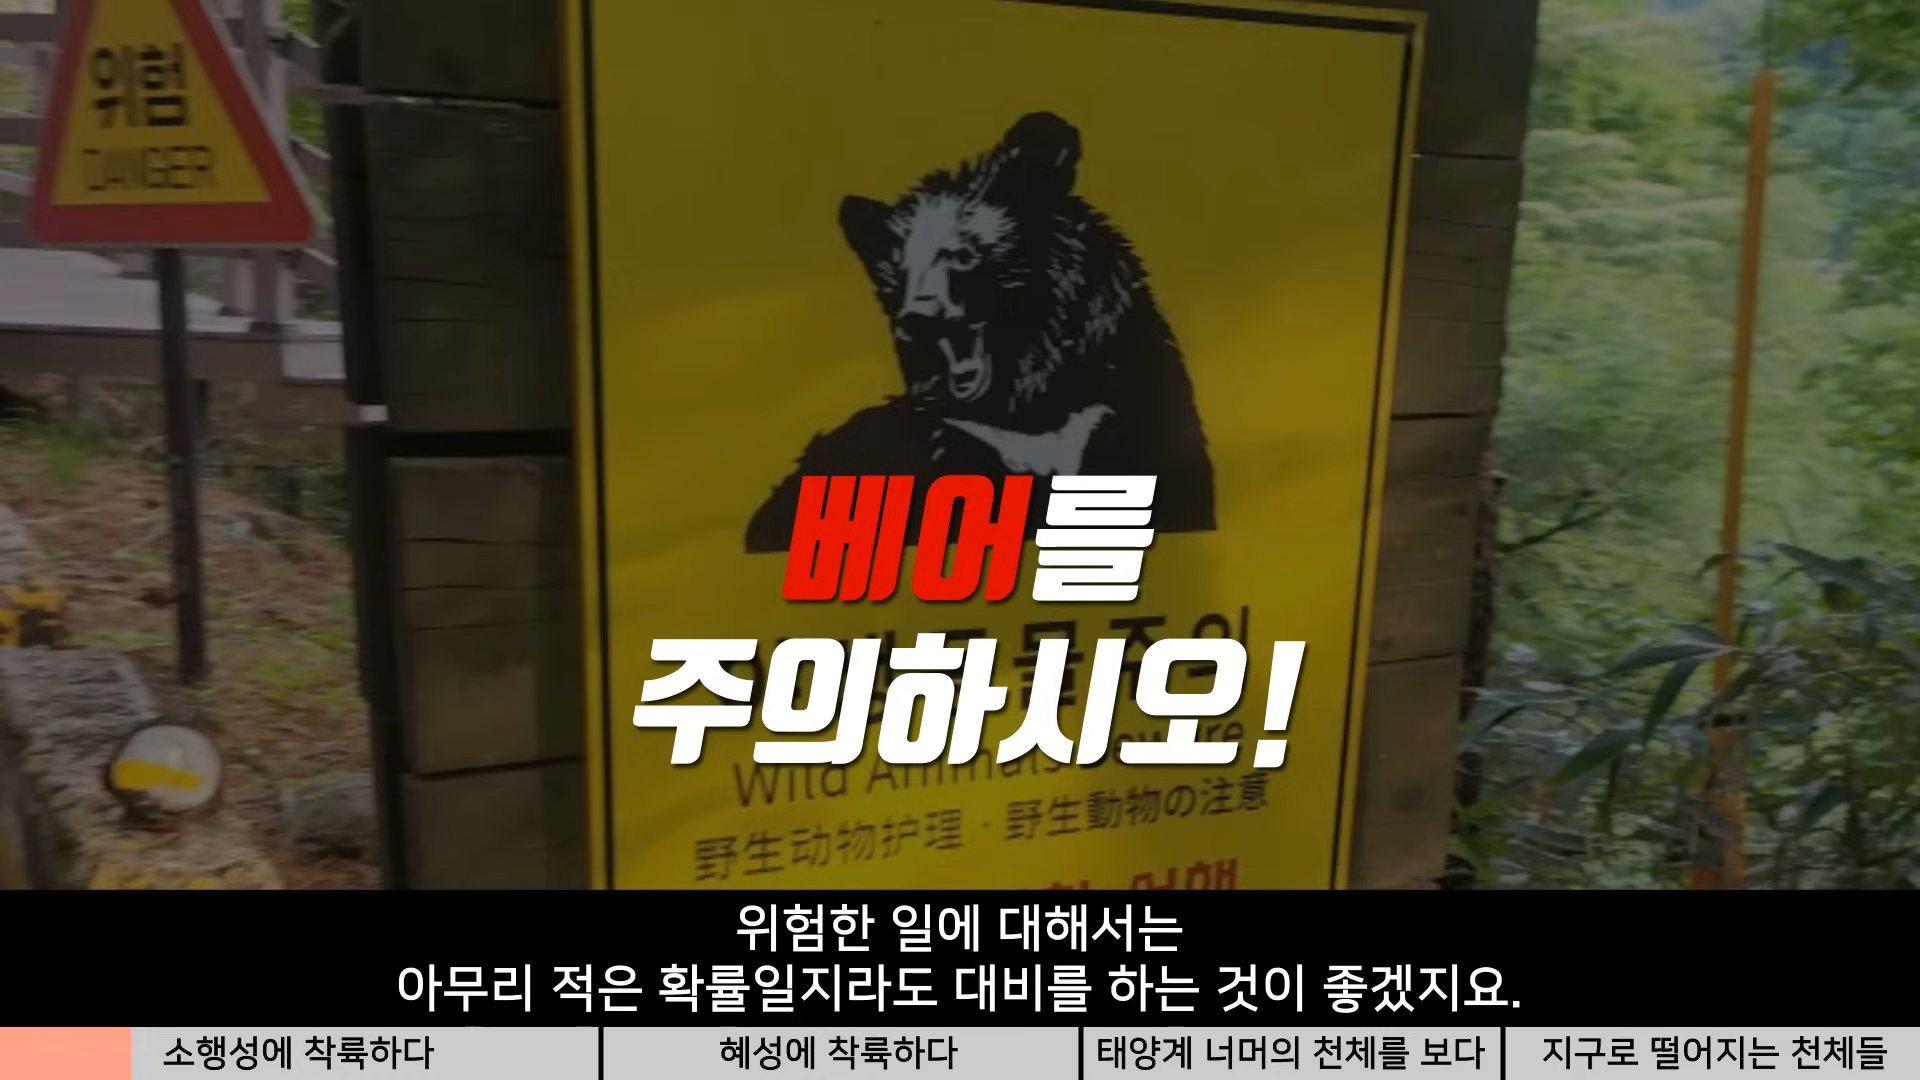 위험
DANGER
베어를
주의하시오!
Wild Animals Beware
野生动物护理 · 野生動物の注意
위험한 일에 대해서는
아무리 적은 확률일지라도 대비를 하는 것이 좋겠지요.
소행성에 착륙하다
혜성에 착륙하다
태양계 너머의 천체를 보다
지구로 떨어지는 천체들